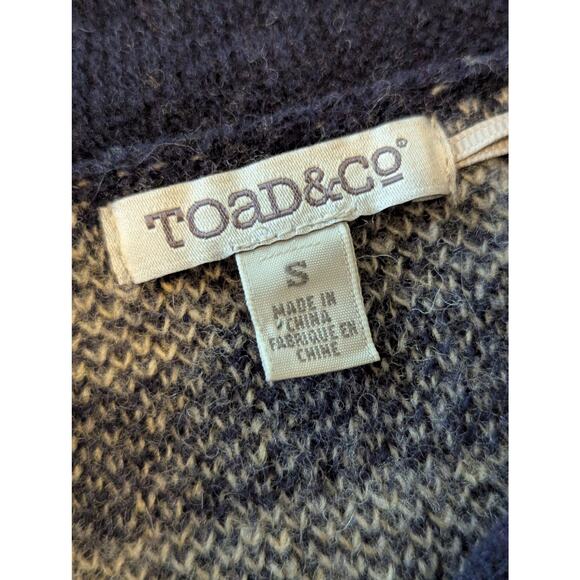 TOaD&Co®
S
MADE IN
CHINA
FABRIQUE EN
CHINE